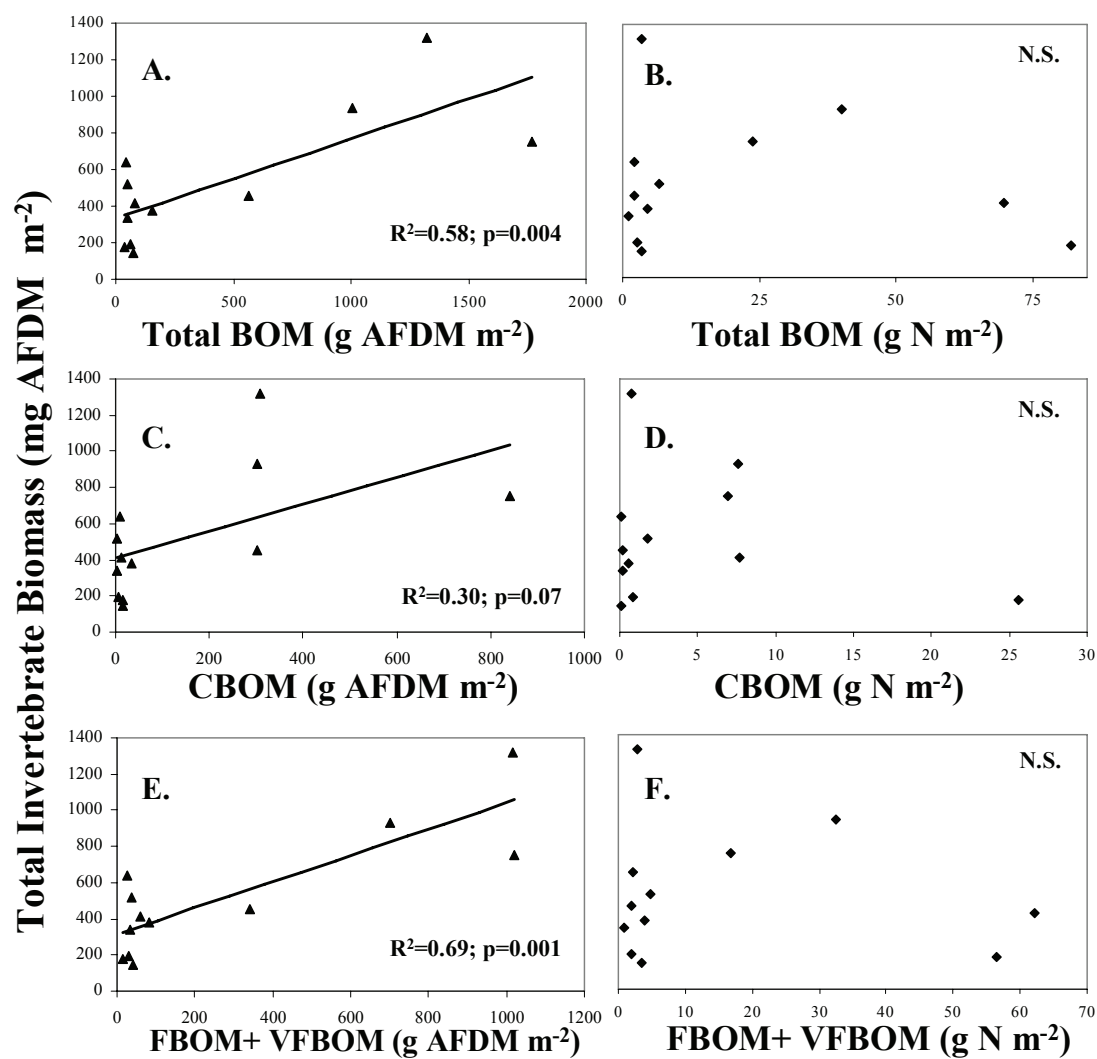 Total Invertebrate Biomass (mg AFDM m-2)
1400
1200
1000
800
600
400
200
0
A.
R2=0.58; p=0.004
0 500 1000 1500 2000
Total BOM (g AFDM m-2)
B.
N.S.
0 25 50 75
Total BOM (g N m-2)
1400
1200
1000
800
600
400
200
0
C.
R2=0.30; p=0.07
0 200 400 600 800 1000
CBOM (g AFDM m-2)
D.
N.S.
0 5 10 15 20 25 30
CBOM (g N m-2)
1400
1200
1000
800
600
400
200
0
E.
R2=0.69; p=0.001
0 200 400 600 800 1000 1200
FBOM+ VFBOM (g AFDM m-2)
F.
N.S.
0 10 20 30 40 50 60 70
FBOM+ VFBOM (g N m-2)